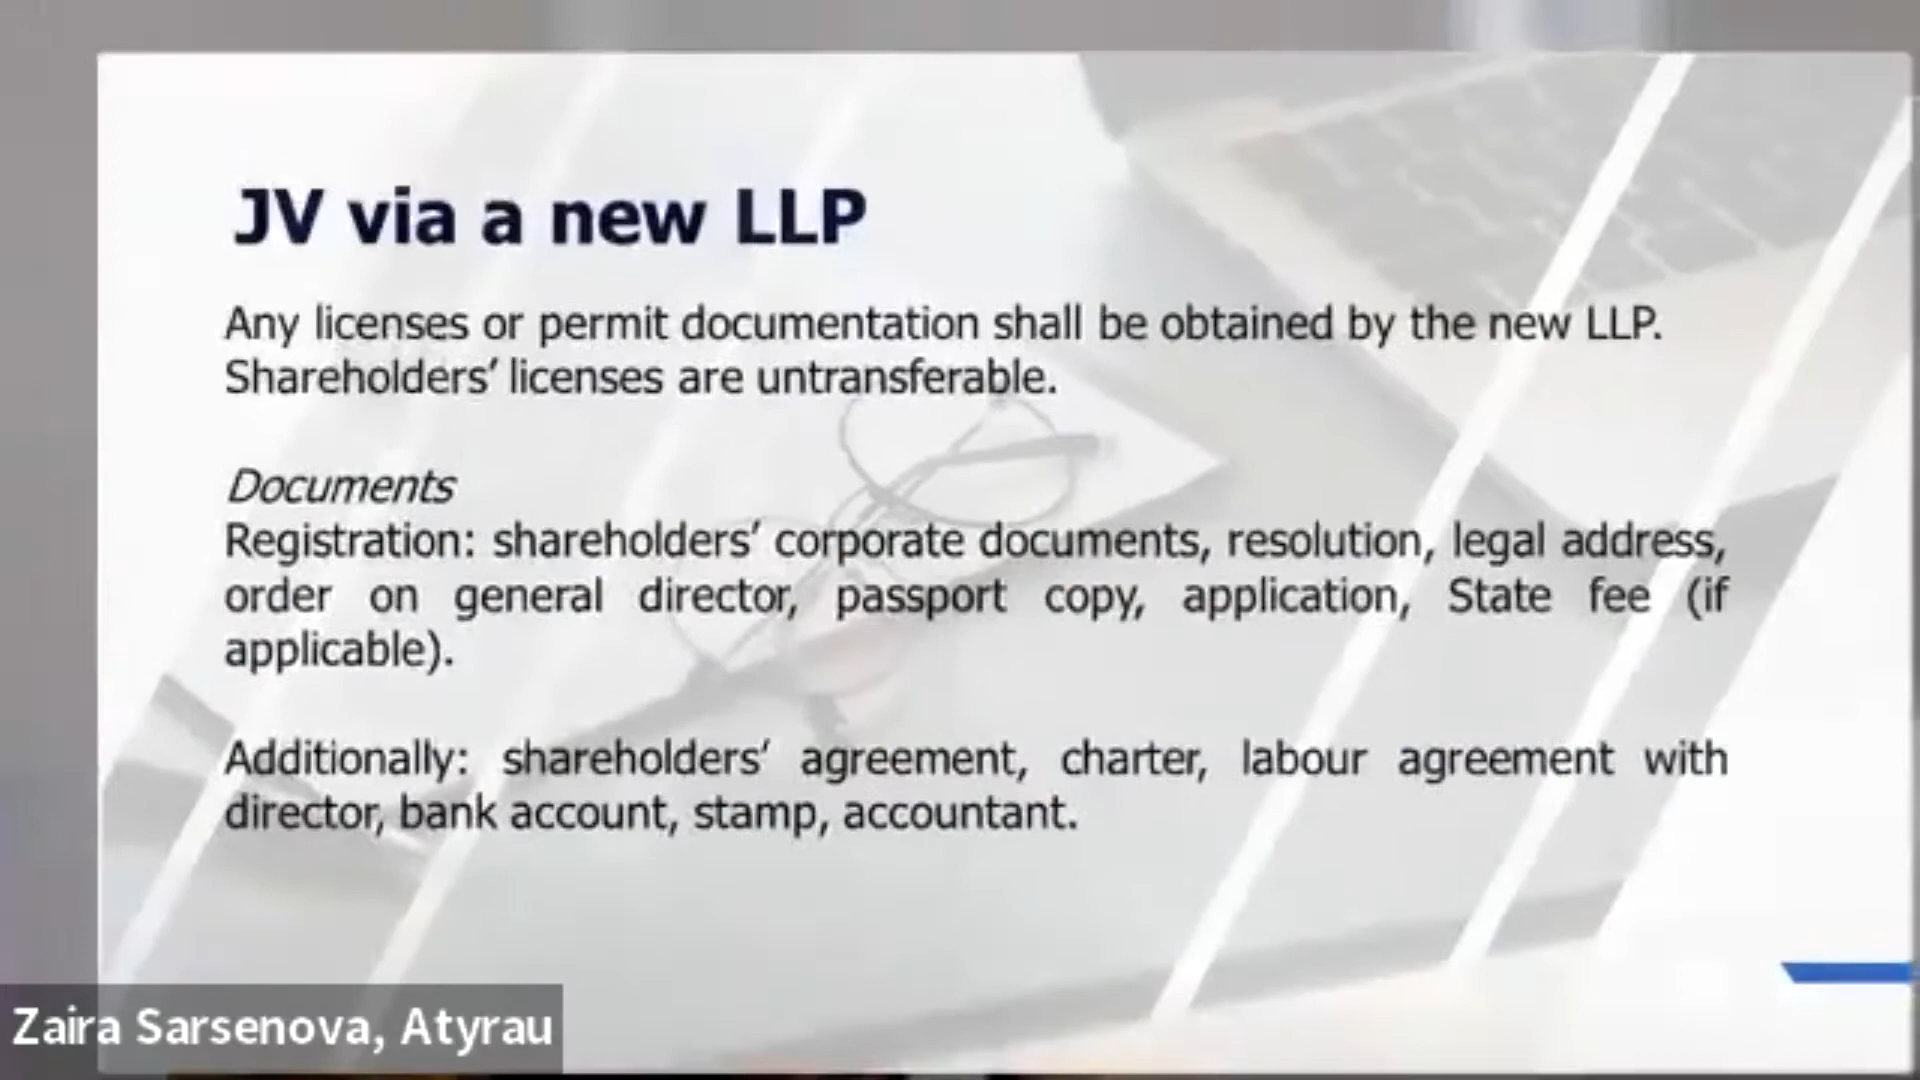 JV via a new LLP
Any licenses or permit documentation shall be obtained by the new LLP.
Shareholders' licenses are untransferable.
Documents
Registration: shareholders' corporate documents, resolution, legal address,
order on general director, passport copy, application, State fee (if
applicable).
Additionally: shareholders' agreement, charter, labour agreement with
director, bank account, stamp, accountant.
Zaira Sarsenova, Atyrau